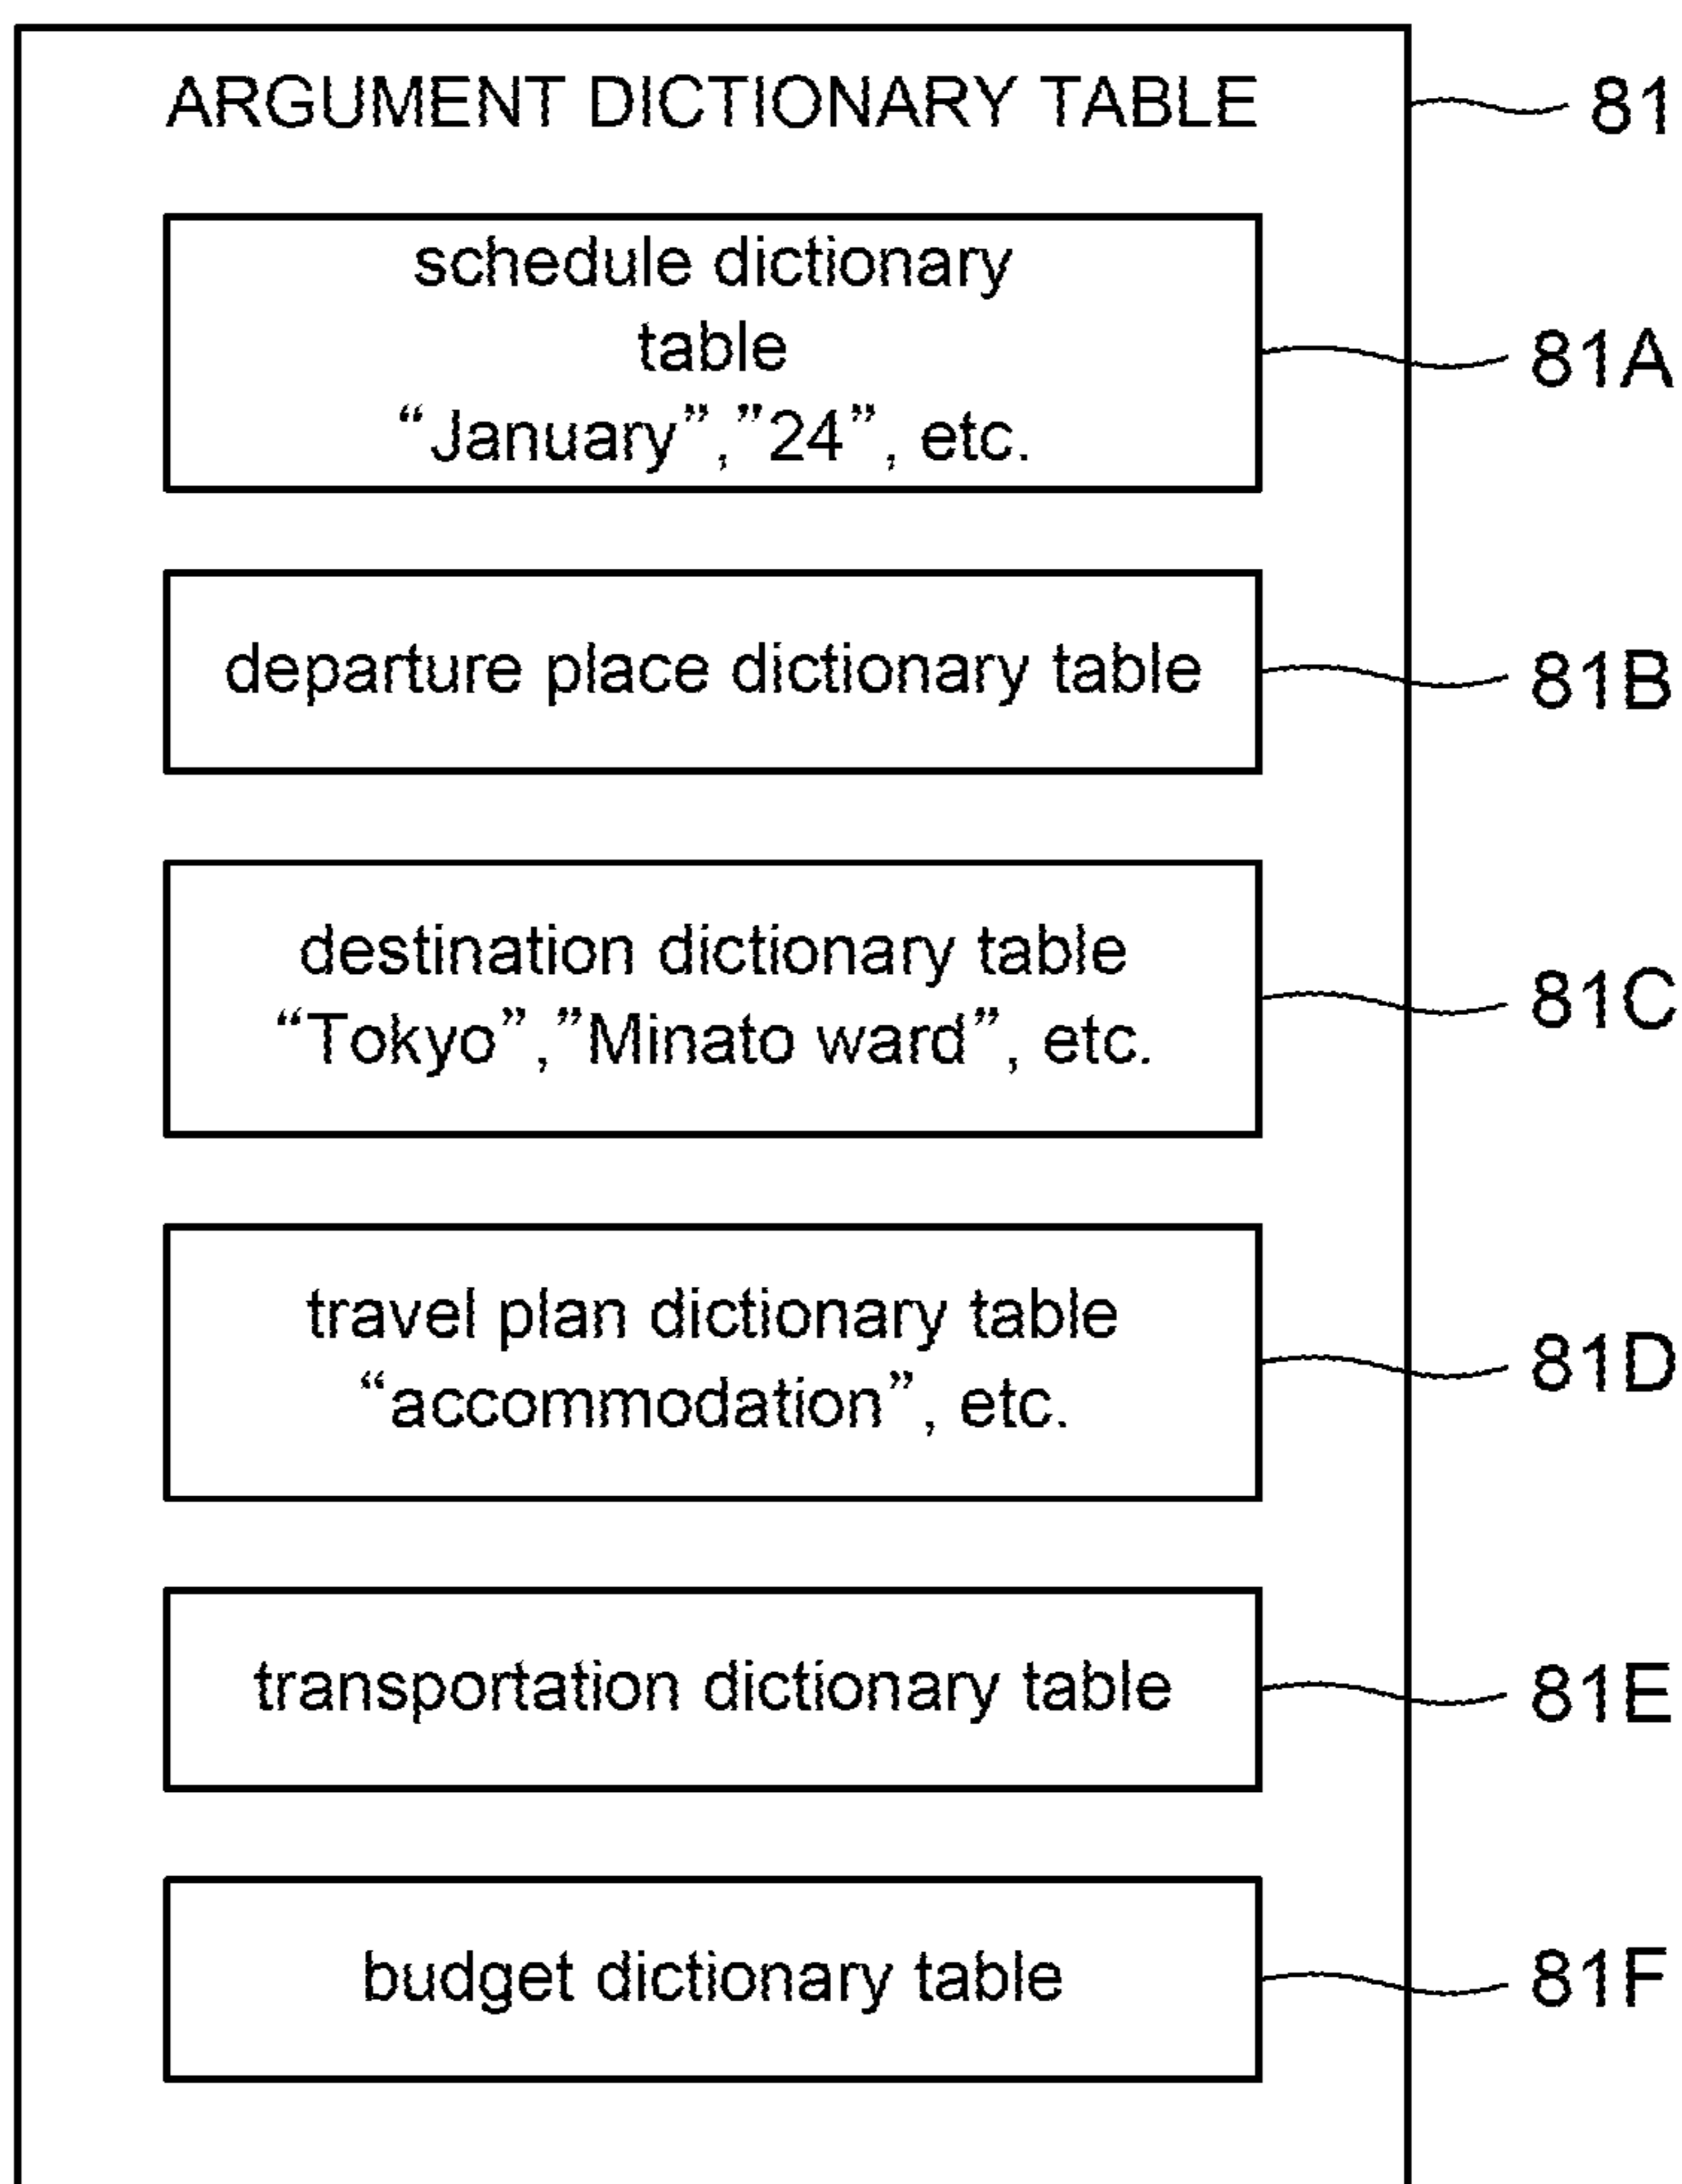 ARGUMENT DICTIONARY TABLE
81
schedule dictionary
table
“January”,”24”, etc.
81A
departure place dictionary table
81B
destination dictionary table
“Tokyo”,”Minato ward”, etc.
81C
travel plan dictionary table
“accommodation”, etc.
81D
transportation dictionary table
81E
budget dictionary table
81F